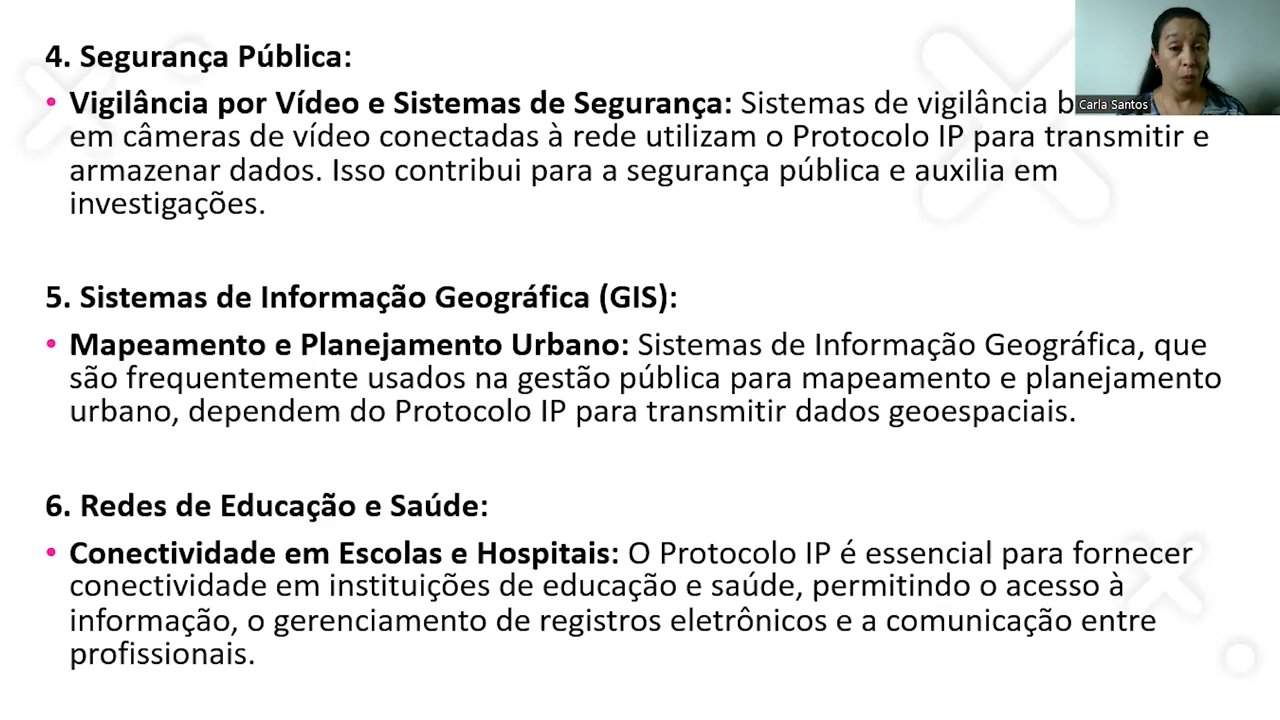 4. Segurança Pública:
• Vigilância por Vídeo e Sistemas de Segurança: Sistemas de vigilância
em câmeras de vídeo conectadas à rede utilizam o Protocolo IP para transmitir e
armazenar dados. Isso contribui para a segurança pública e auxilia em
investigações.
Carla Santos
5. Sistemas de Informação Geográfica (GIS):
• Mapeamento e Planejamento Urbano: Sistemas de Informação Geográfica, que
são frequentemente usados na gestão pública para mapeamento e planejamento
urbano, dependem do Protocolo IP para transmitir dados geoespaciais.
6. Redes de Educação e Saúde:
• Conectividade em Escolas e Hospitais: O Protocolo IP é essencial para fornecer
conectividade em instituições de educação e saúde, permitindo o acesso à
informação, o gerenciamento de registros eletrônicos e a comunicação entre
profissionais.